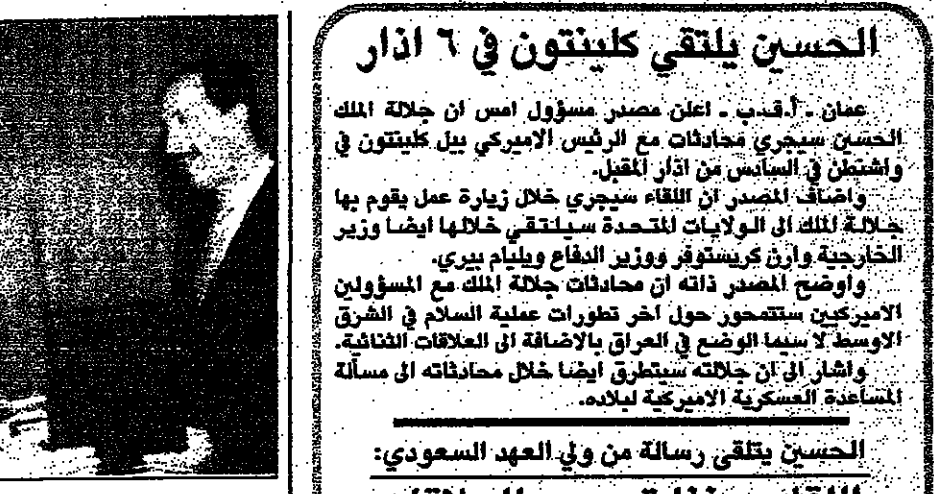 الحسين يلتقي كلينتون في ٦ اذار
عمان - أ.ف.ب - اعلن مصدر مسؤول امس ان جلالة الملك
الحسين سيجري محادثات مع الرئيس الاميركي بيل كلينتون في
واشنطن في السادس من اذار المقبل.
واضاف المصدر ان اللقاء سيجري خلال زيارة عمل يقوم بها
جلالة الملك الى الولايات المتحدة سيلتقي خلالها ايضا وزير
الخارجية وارن كريستوفر ووزير الدفاع ويليام بيري.
واوضح المصدر ذاته ان محادثات جلالة الملك مع المسؤولين
الاميركيين ستتمحور حول اخر تطورات عملية السلام في الشرق
الاوسط لا سيما الوضع في العراق بالاضافة الى العلاقات الثنائية.
واشار الى ان جلالته سيتطرق ايضا خلال محادثاته الى مسألة
المساعدة العسكرية الاميركية لبلاده.
الحسين يتلقى رسالة من ولي العهد السعودي: